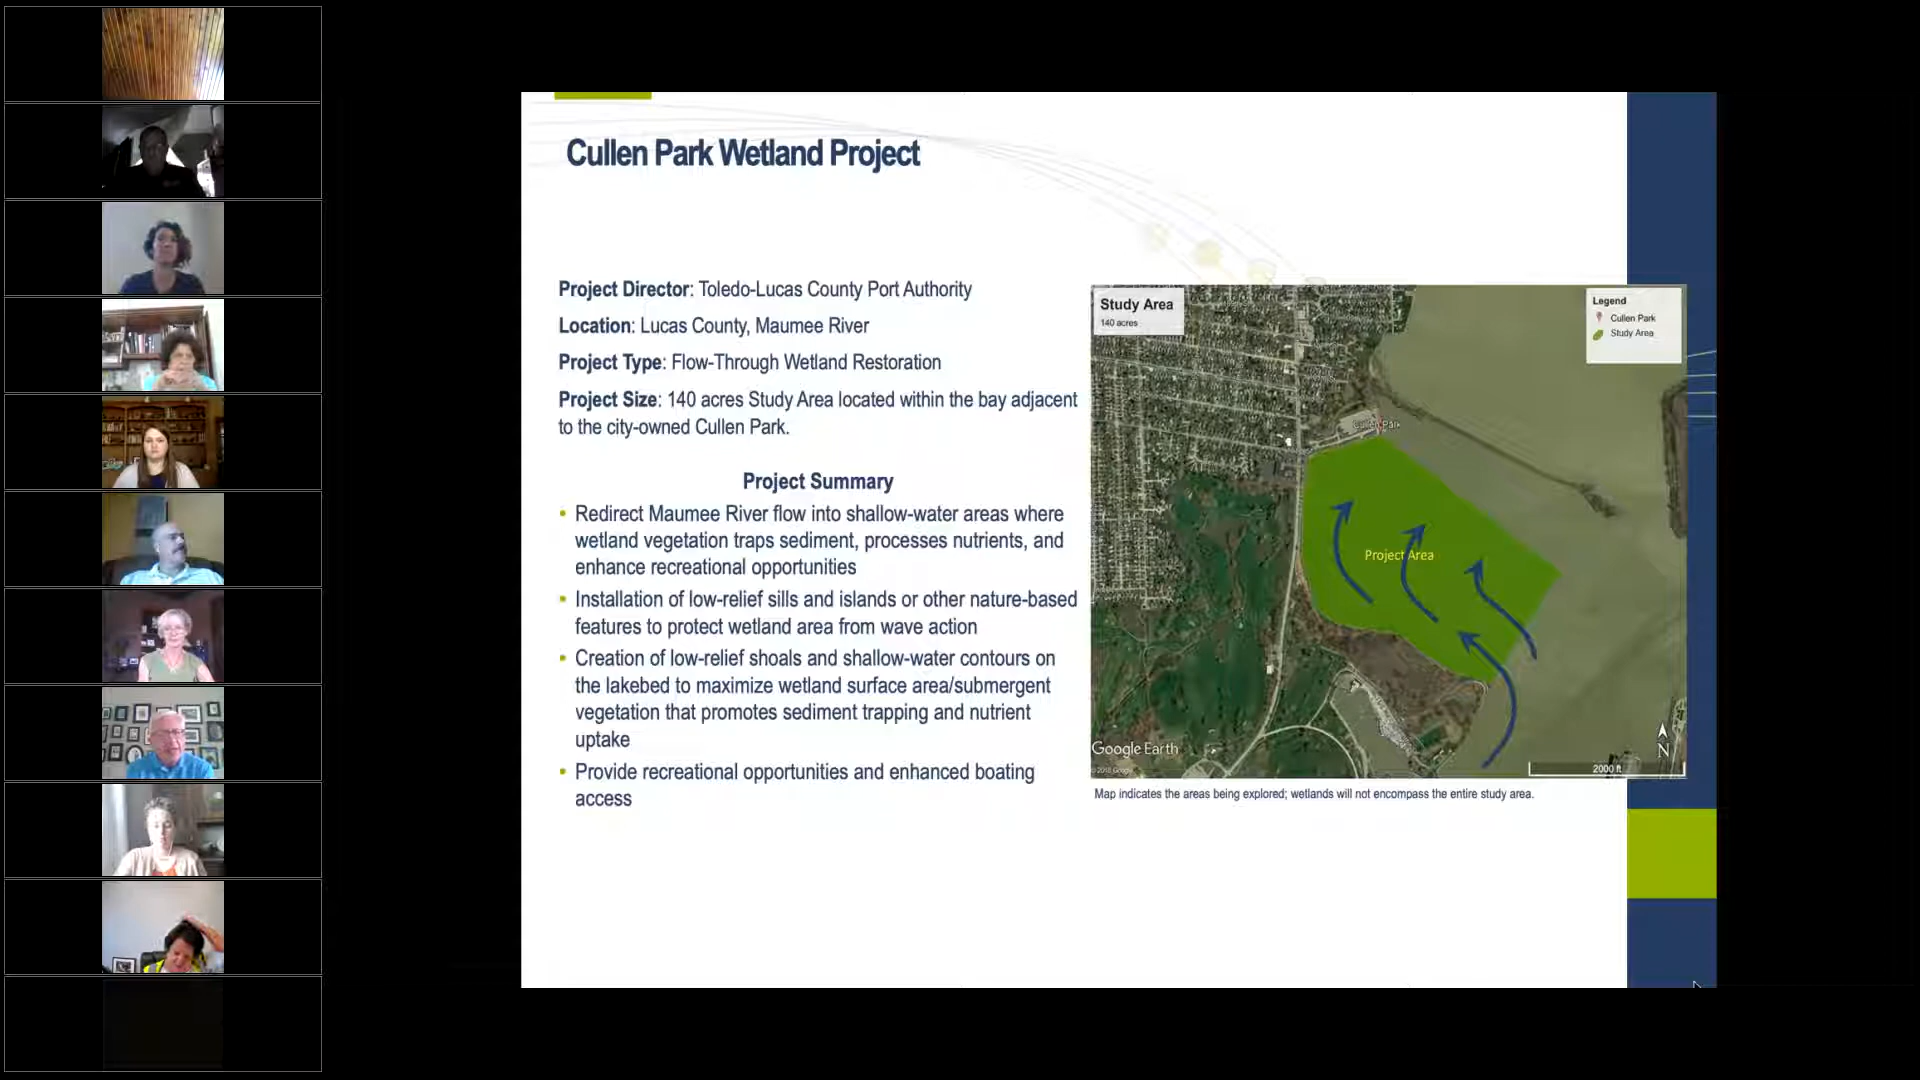 Cullen Park Wetland Project
Project Director: Toledo-Lucas County Port Authority
Location: Lucas County, Maumee River
Project Type: Flow-Through Wetland Restoration
Project Size: 140 acres Study Area located within the bay adjacent
to the city-owned Cullen Park.
Project Summary
• Redirect Maumee River flow into shallow-water areas where
wetland vegetation traps sediment, processes nutrients, and
enhance recreational opportunities
• Installation of low-relief sills and islands or other nature-based
features to protect wetland area from wave action
• Creation of low-relief shoals and shallow-water contours on
the lakebed to maximize wetland surface area/submergent
vegetation that promotes sediment trapping and nutrient
uptake
• Provide recreational opportunities and enhanced boating
access
Study Area
140 acres
Legend
Cullen Park
Study Area
Cullen Park
Project Area
Google Earth
N
2000 ft
Map indicates the areas being explored; wetlands will not encompass the entire study area.